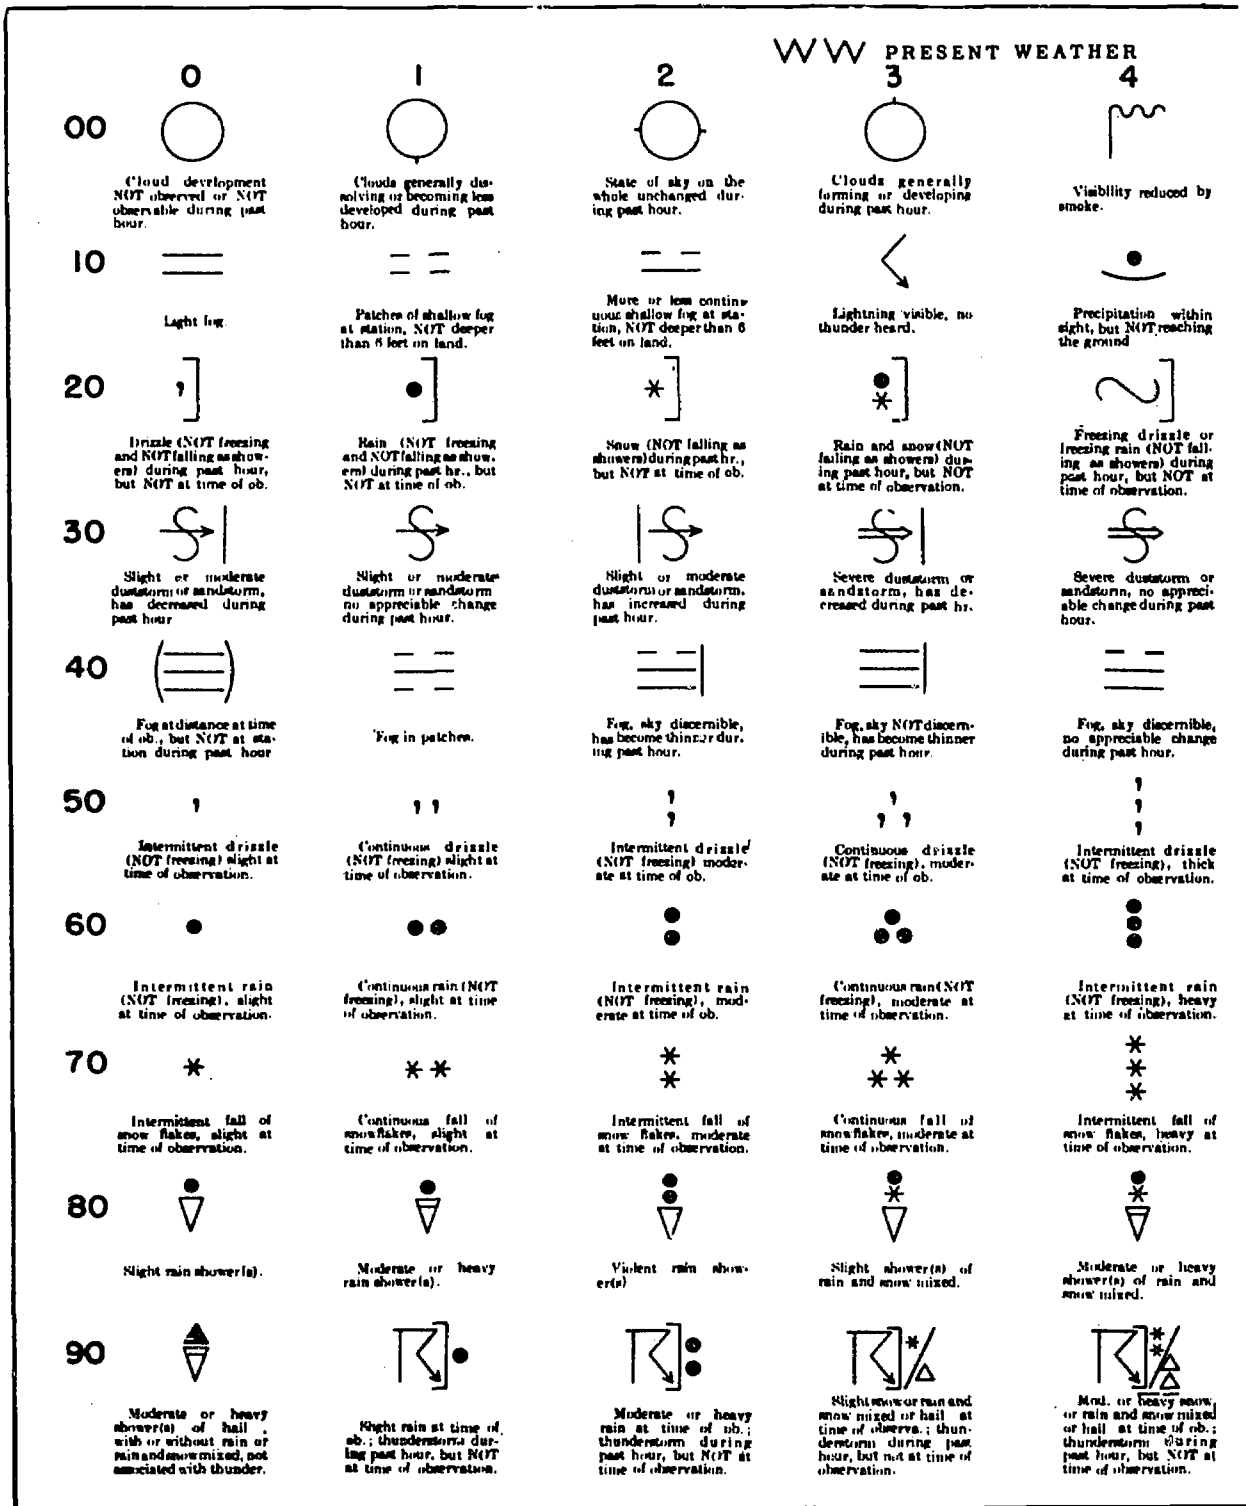 WW PRESENT WEATHER
0 1 2 3 4
00
Cloud development
NOT observed or NOT
observable during past
hour.
Clouds generally dis-
solving or becoming less
developed during past
hour.
State of sky on the
whole unchanged dur-
ing past hour.
Clouds generally
forming or developing
during past hour.
Visibility reduced by
smoke.
10
Light fog.
Patches of shallow fog
at station, NOT deeper
than 6 feet on land.
More or less contin-
uous shallow fog at sta-
tion, NOT deeper than 6
feet on land.
Lightning visible, no
thunder heard.
Precipitation within
sight, but NOT reaching
the ground
20
Drizzle (NOT freezing
and NOT falling as show-
ers) during past hour,
but NOT at time of ob.
Rain (NOT freezing
and NOT falling as show-
ers) during past hr., but
NOT at time of ob.
Snow (NOT falling as
showers) during past hr.,
but NOT at time of ob.
Rain and snow (NOT
falling as showers) dur-
ing past hour, but NOT
at time of observation.
Freezing drizzle or
freezing rain (NOT fall-
ing as showers) during
past hour, but NOT at
time of observation.
30
Slight or moderate
duststorm or sandstorm,
has decreased during
past hour
Slight or moderate
duststorm or sandstorm
no appreciable change
during past hour.
Slight or moderate
duststorm or sandstorm,
has increased during
past hour.
Severe duststorm or
sandstorm, has de-
creased during past hr.
Severe duststorm or
sandstorm, no appreci-
able change during past
hour.
40
Fog at distance at time
of ob., but NOT at sta-
tion during past hour
Fog in patches.
Fog, sky discernible,
has become thinner dur-
ing past hour.
Fog, sky NOT discern-
ible, has become thinner
during past hour.
Fog, sky discernible,
no appreciable change
during past hour.
50
Intermittent drizzle
(NOT freezing) slight at
time of observation.
Continuous drizzle
(NOT freezing) slight at
time of observation.
Intermittent drizzle
(NOT freezing) moder-
ate at time of ob.
Continuous drizzle
(NOT freezing), moder-
ate at time of ob.
Intermittent drizzle
(NOT freezing), thick
at time of observation.
60
Intermittent rain
(NOT freezing), slight
at time of observation.
Continuous rain (NOT
freezing), slight at time
of observation.
Intermittent rain
(NOT freezing), mod-
erate at time of ob.
Continuous rain (NOT
freezing), moderate at
time of observation.
Intermittent rain
(NOT freezing), heavy
at time of observation.
70
Intermittent fall of
snow flakes, slight at
time of observation.
Continuous fall of
snowflakes, slight at
time of observation.
Intermittent fall of
snow flakes, moderate
at time of observation.
Continuous fall of
snowflakes, moderate at
time of observation.
Intermittent fall of
snow flakes, heavy at
time of observation.
80
Slight rain shower(s).
Moderate or heavy
rain shower(s).
Violent rain show-
er(s)
Slight shower(s) of
rain and snow mixed.
Moderate or heavy
shower(s) of rain and
snow mixed.
90
Moderate or heavy
shower(s) of hail,
with or without rain or
rain and snow mixed, not
associated with thunder.
Slight rain at time of
ob.; thunderstorm dur-
ing past hour, but NOT
at time of observation.
Moderate or heavy
rain at time of ob.;
thunderstorm during
past hour, but NOT at
time of observation.
Slight snow or rain and
snow mixed or hail at
time of observa.; thun-
derstorm during past
hour, but not at time of
observation.
Mod. or heavy snow,
or rain and snow mixed
or hail at time of ob.;
thunderstorm during
past hour, but NOT at
time of observation.